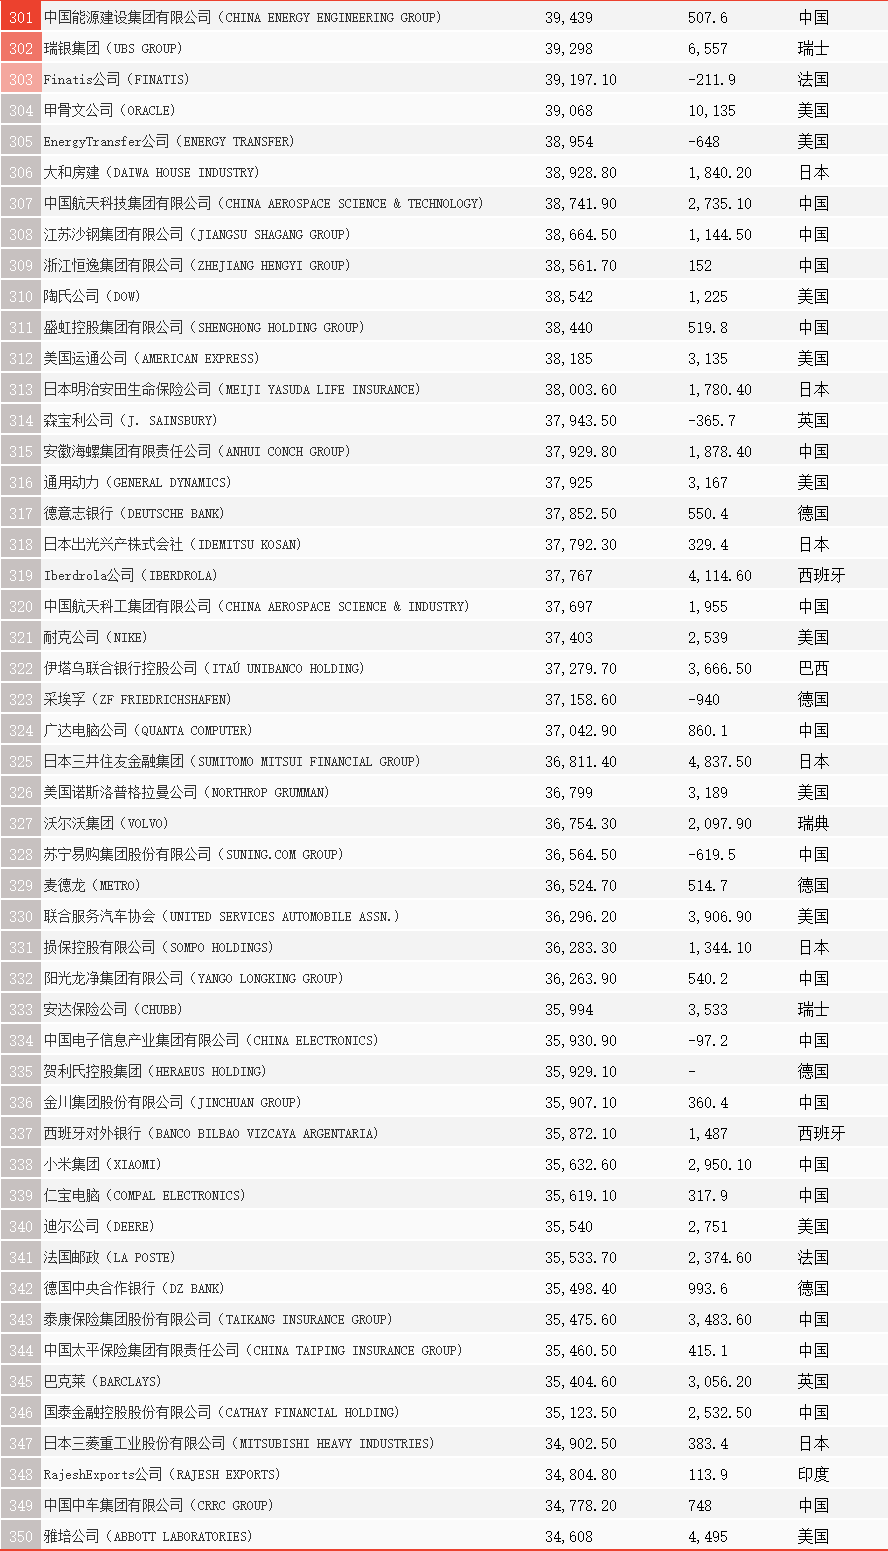 301 中国能源建设集团有限公司（CHINA ENERGY ENGINEERING GROUP) 39,439 507.6 中国
302 瑞银集团（UBS GROUP) 39,298 6,557 瑞士
303 Finatis公司（FINATIS) 39,197.10 -211.9 法国
304 甲骨文公司（ORACLE) 39,068 10,135 美国
305 EnergyTransfer公司（ENERGY TRANSFER) 38,954 -648 美国
306 大和房建（DAIWA HOUSE INDUSTRY) 38,928.80 1,840.20 日本
307 中国航天科技集团有限公司（CHINA AEROSPACE SCIENCE & TECHNOLOGY) 38,741.90 2,735.10 中国
308 江苏沙钢集团有限公司（JIANGSU SHAGANG GROUP) 38,664.50 1,144.50 中国
309 浙江恒逸集团有限公司（ZHEJIANG HENGYI GROUP) 38,561.70 152 中国
310 陶氏公司（DOW) 38,542 1,225 美国
311 盛虹控股集团有限公司（SHENGHONG HOLDING GROUP) 38,440 519.8 中国
312 美国运通公司（AMERICAN EXPRESS) 38,185 3,135 美国
313 日本明治安田生命保险公司（MEIJI YASUDA LIFE INSURANCE) 38,003.60 1,780.40 日本
314 森宝利公司（J. SAINSBURY) 37,943.50 -365.7 英国
315 安徽海螺集团有限责任公司（ANHUI CONCH GROUP) 37,929.80 1,878.40 中国
316 通用动力（GENERAL DYNAMICS) 37,925 3,167 美国
317 德意志银行（DEUTSCHE BANK) 37,852.50 550.4 德国
318 日本出光兴产株式会社（IDEMITSU KOSAN) 37,792.30 329.4 日本
319 Iberdrola公司（IBERDROLA) 37,767 4,114.60 西班牙
320 中国航天科工集团有限公司（CHINA AEROSPACE SCIENCE & INDUSTRY) 37,697 1,955 中国
321 耐克公司（NIKE) 37,403 2,539 美国
322 伊塔乌联合银行控股公司（ITAÚ UNIBANCO HOLDING) 37,279.70 3,666.50 巴西
323 采埃孚（ZF FRIEDRICHSHAFEN) 37,158.60 -940 德国
324 广达电脑公司（QUANTA COMPUTER) 37,042.90 860.1 中国
325 日本三井住友金融集团（SUMITOMO MITSUI FINANCIAL GROUP) 36,811.40 4,837.50 日本
326 美国诺斯洛普格拉曼公司（NORTHROP GRUMMAN) 36,799 3,189 美国
327 沃尔沃集团（VOLVO) 36,754.30 2,097.90 瑞典
328 苏宁易购集团股份有限公司（SUNING.COM GROUP) 36,564.50 -619.5 中国
329 麦德龙（METRO) 36,524.70 514.7 德国
330 联合服务汽车协会（UNITED SERVICES AUTOMOBILE ASSN.) 36,296.20 3,906.90 美国
331 损保控股有限公司（SOMPO HOLDINGS) 36,283.30 1,344.10 日本
332 阳光龙净集团有限公司（YANGO LONGKING GROUP) 36,263.90 540.2 中国
333 安达保险公司（CHUBB) 35,994 3,533 瑞士
334 中国电子信息产业集团有限公司（CHINA ELECTRONICS) 35,930.90 -97.2 中国
335 贺利氏控股集团（HERAEUS HOLDING) 35,929.10 - 德国
336 金川集团股份有限公司（JINCHUAN GROUP) 35,907.10 360.4 中国
337 西班牙对外银行（BANCO BILBAO VIZCAYA ARGENTARIA) 35,872.10 1,487 西班牙
338 小米集团（XIAOMI) 35,632.60 2,950.10 中国
339 仁宝电脑（COMPAL ELECTRONICS) 35,619.10 317.9 中国
340 迪尔公司（DEERE) 35,540 2,751 美国
341 法国邮政（LA POSTE) 35,533.70 2,374.60 法国
342 德国中央合作银行（DZ BANK) 35,498.40 993.6 德国
343 泰康保险集团股份有限公司（TAIKANG INSURANCE GROUP) 35,475.60 3,483.60 中国
344 中国太平保险集团有限责任公司（CHINA TAIPING INSURANCE GROUP) 35,460.50 415.1 中国
345 巴克莱（BARCLAYS) 35,404.60 3,056.20 英国
346 国泰金融控股股份有限公司（CATHAY FINANCIAL HOLDING) 35,123.50 2,532.50 中国
347 日本三菱重工业股份有限公司（MITSUBISHI HEAVY INDUSTRIES) 34,902.50 383.4 日本
348 RajeshExports公司（RAJESH EXPORTS) 34,804.80 113.9 印度
349 中国中车集团有限公司（CRRC GROUP) 34,778.20 748 中国
350 雅培公司（ABBOTT LABORATORIES) 34,608 4,495 美国